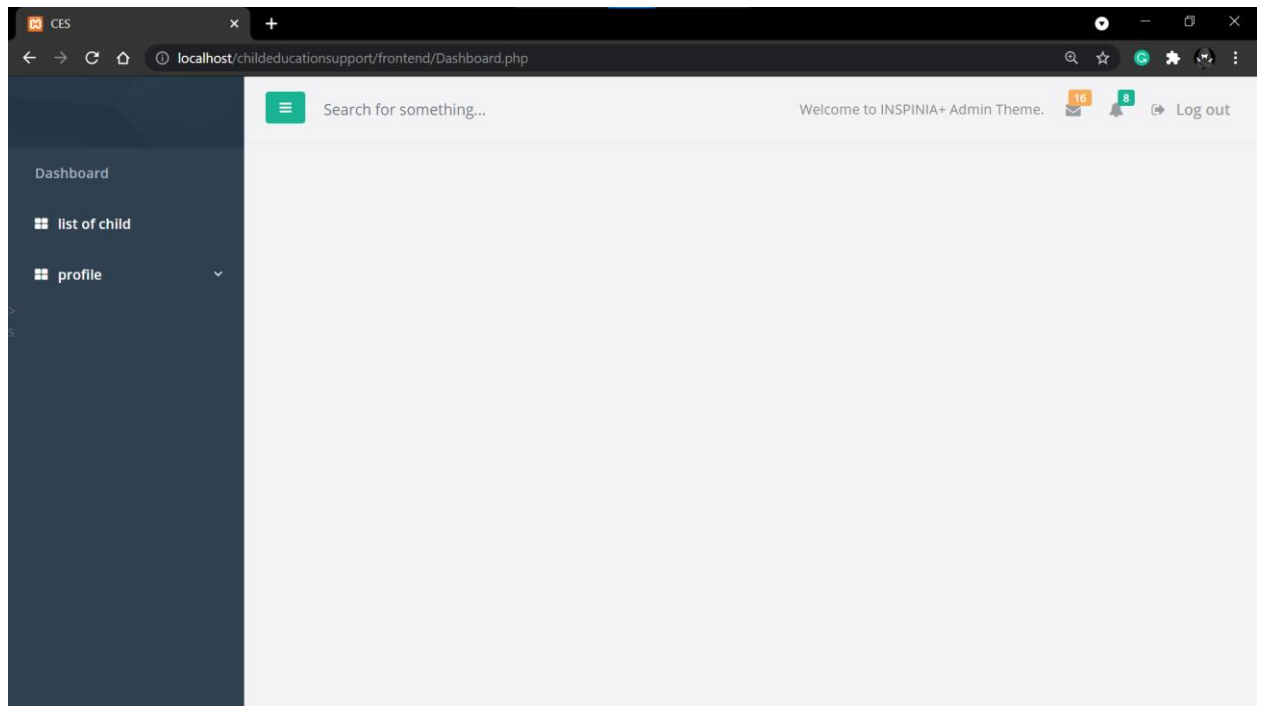 CES
localhost/childeducationsupport/frontend/Dashboard.php
Search for something...
Welcome to INSPINIA+ Admin Theme.
16
8
Log out
Dashboard
list of child
profile
>
s